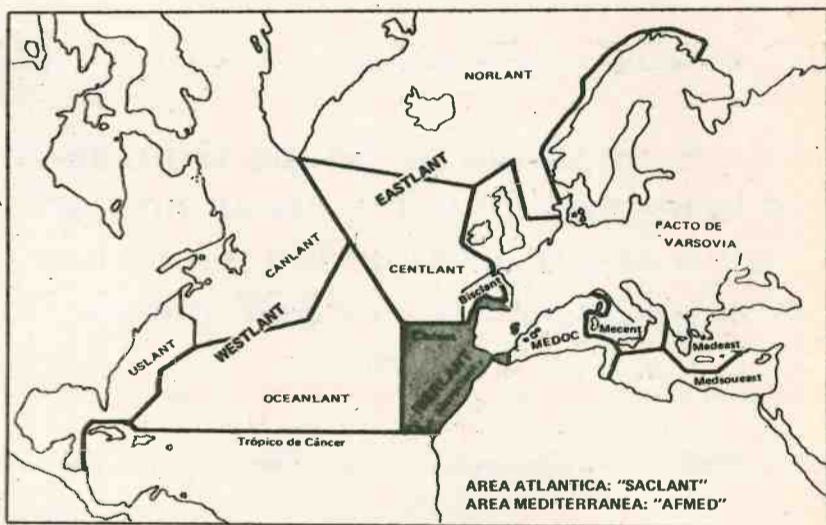 NORLANT
EASTLANT
PACTO DE
VARSOVIA
CANLANT
CENTLANT
Bisclant
WESTLANT
USLANT
MEDOC
Mecent
Medeast
Medsoueast
IBERLANT
OCEANLANT
Trópico de Cáncer
AREA ATLANTICA: "SACLANT"
AREA MEDITERRANEA: "AFMED"